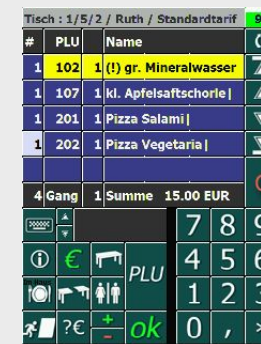 Tisch : 1/5/2 / Ruth / Standardtarif
# PLU Name
1 102 1 (!) gr. Mineralwasser
1 107 1 kl. Apfelsaftschorle|
1 201 1 Pizza Salami|
1 202 1 Pizza Vegetaria|
4 Gang 1 Summe 15.00 EUR
7 8
€ PLU 4 5 6
1 2 3
?€ + - ok 0 ,